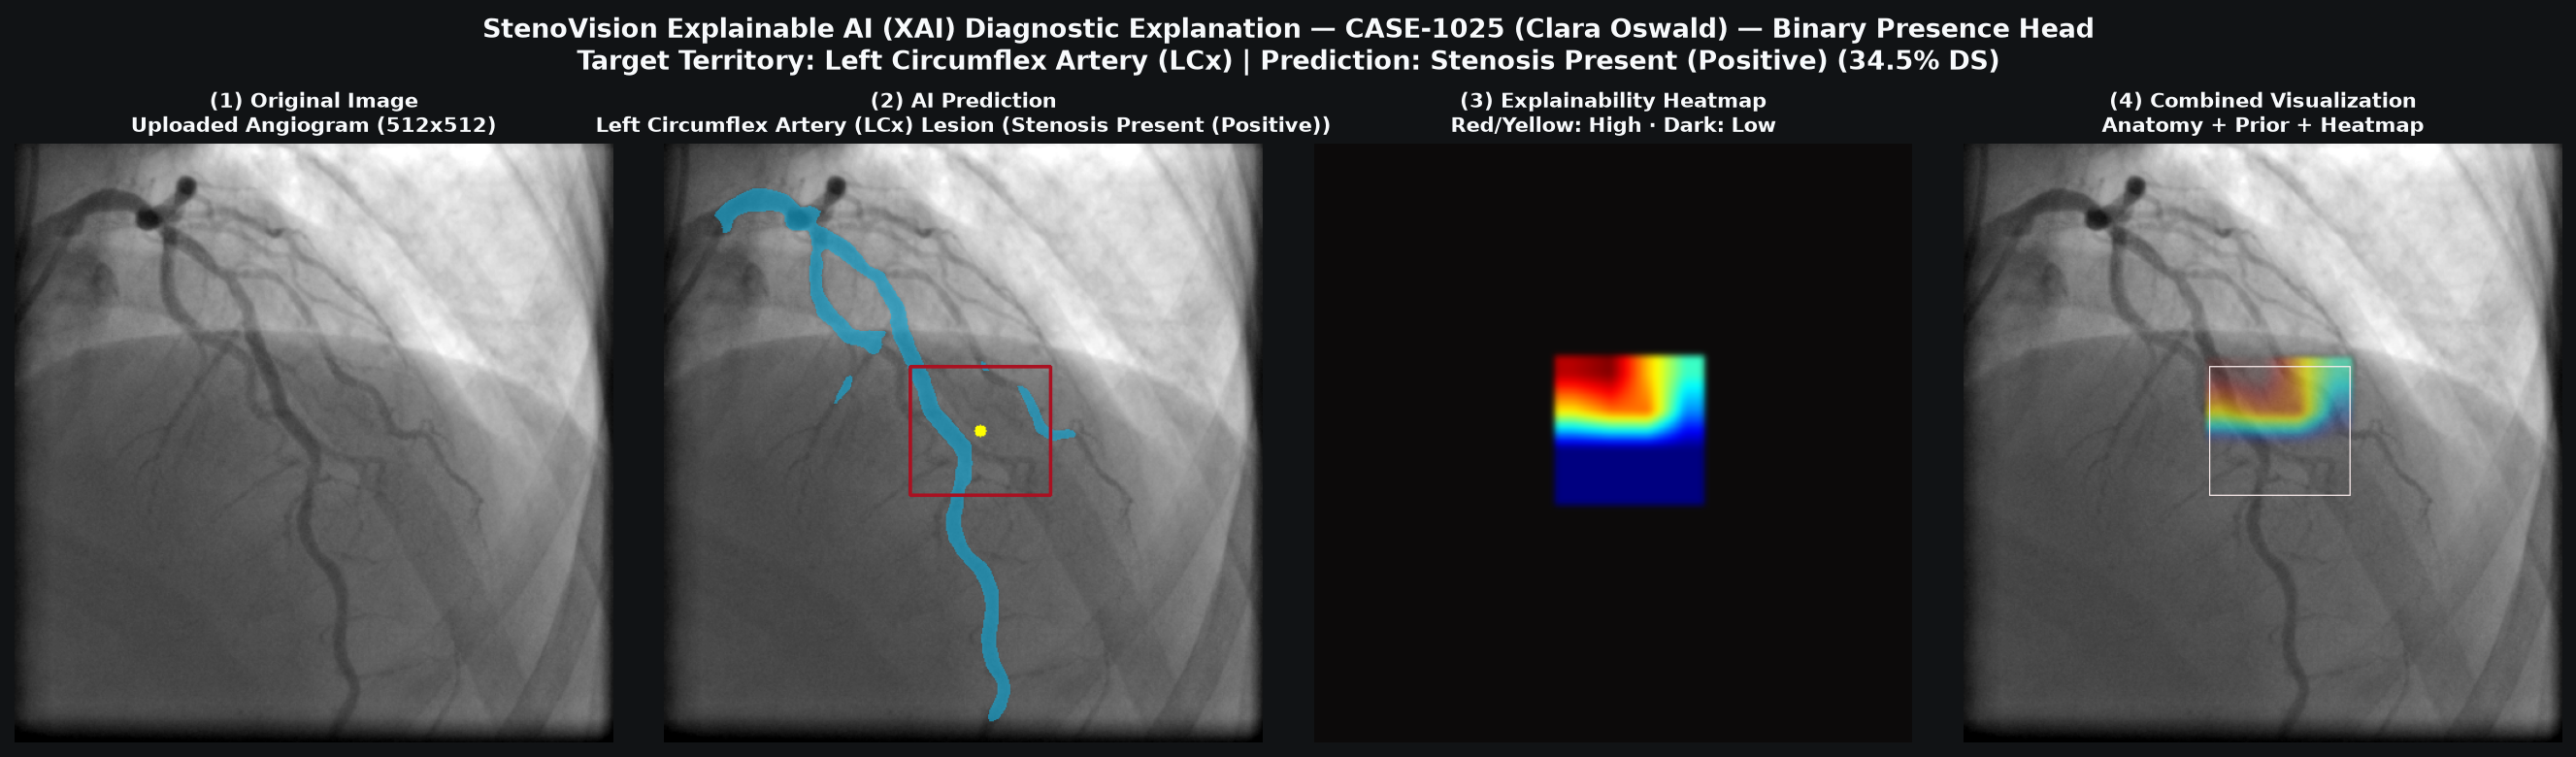 StenoVision Explainable AI (XAI) Diagnostic Explanation — CASE-1025 (Clara Oswald) — Binary Presence Head
Target Territory: Left Circumflex Artery (LCx) | Prediction: Stenosis Present (Positive) (34.5% DS)
(1) Original Image
Uploaded Angiogram (512x512)
(2) AI Prediction
Left Circumflex Artery (LCx) Lesion (Stenosis Present (Positive))
(3) Explainability Heatmap
Red/Yellow: High · Dark: Low
(4) Combined Visualization
Anatomy + Prior + Heatmap